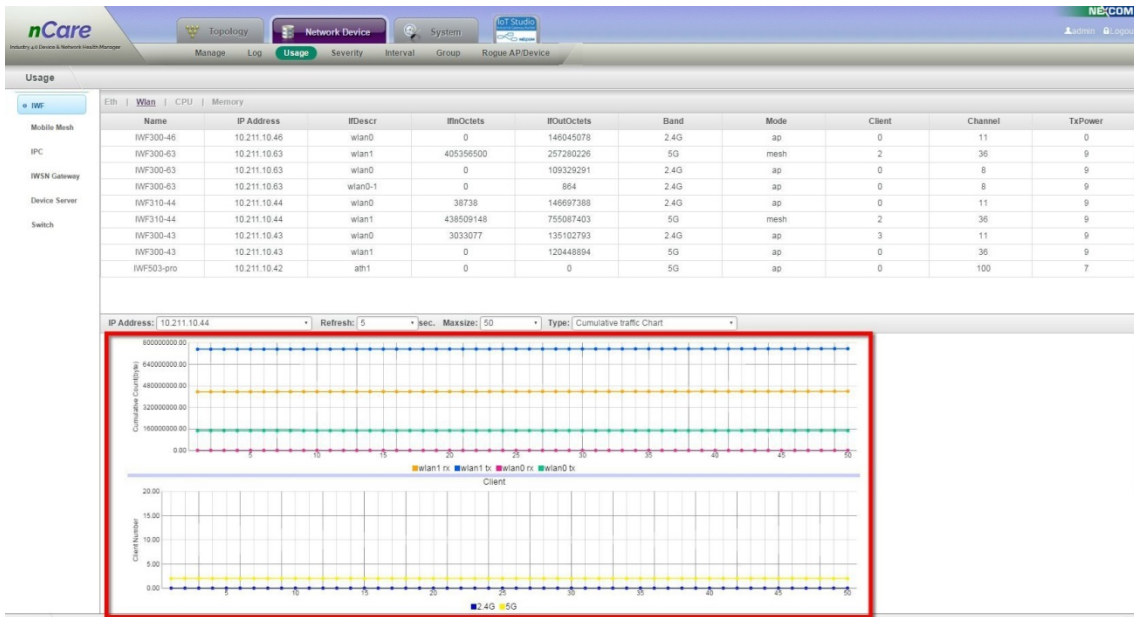 NEXCOM
nCare
Industry 4.0 Device & Network Health Manager
Topology Network Device System IoT Studio
admin Logout
Manage Log Usage Severity Interval Group Rogue AP/Device
Usage
IWF
Mobile Mesh
IPC
IWSN Gateway
Device Server
Switch
Eth | Wlan | CPU | Memory
Name IP Address IfDescr IfInOctets IfOutOctets Band Mode Client Channel TxPower
IWF300-46 10.211.10.46 wlan0 0 146045078 2.4G ap 0 11 0
IWF300-63 10.211.10.63 wlan1 405356500 257280226 5G mesh 2 36 9
IWF300-63 10.211.10.63 wlan0 0 109329291 2.4G ap 0 8 9
IWF300-63 10.211.10.63 wlan0-1 0 864 2.4G ap 0 8 9
IWF310-44 10.211.10.44 wlan0 38738 146697388 2.4G ap 0 11 9
IWF310-44 10.211.10.44 wlan1 438509148 755087403 5G mesh 2 36 9
IWF300-43 10.211.10.43 wlan0 3033077 135102793 2.4G ap 3 11 9
IWF300-43 10.211.10.43 wlan1 0 120448894 5G ap 0 36 9
IWF503-pro 10.211.10.42 ath1 0 0 5G ap 0 100 7
IP Address: 10.211.10.44 Refresh: 5 sec. Maxsize: 50 Type: Cumulative traffic Chart
Cumulative Count(Byte)
800000000.00
640000000.00
480000000.00
320000000.00
160000000.00
0.00
5 10 15 20 25 30 35 40 45 50
wlan1 rx wlan1 tx wlan0 rx wlan0 tx
Client
Client Number
20.00
15.00
10.00
5.00
0.00
5 10 15 20 25 30 35 40 45 50
2.4G 5G